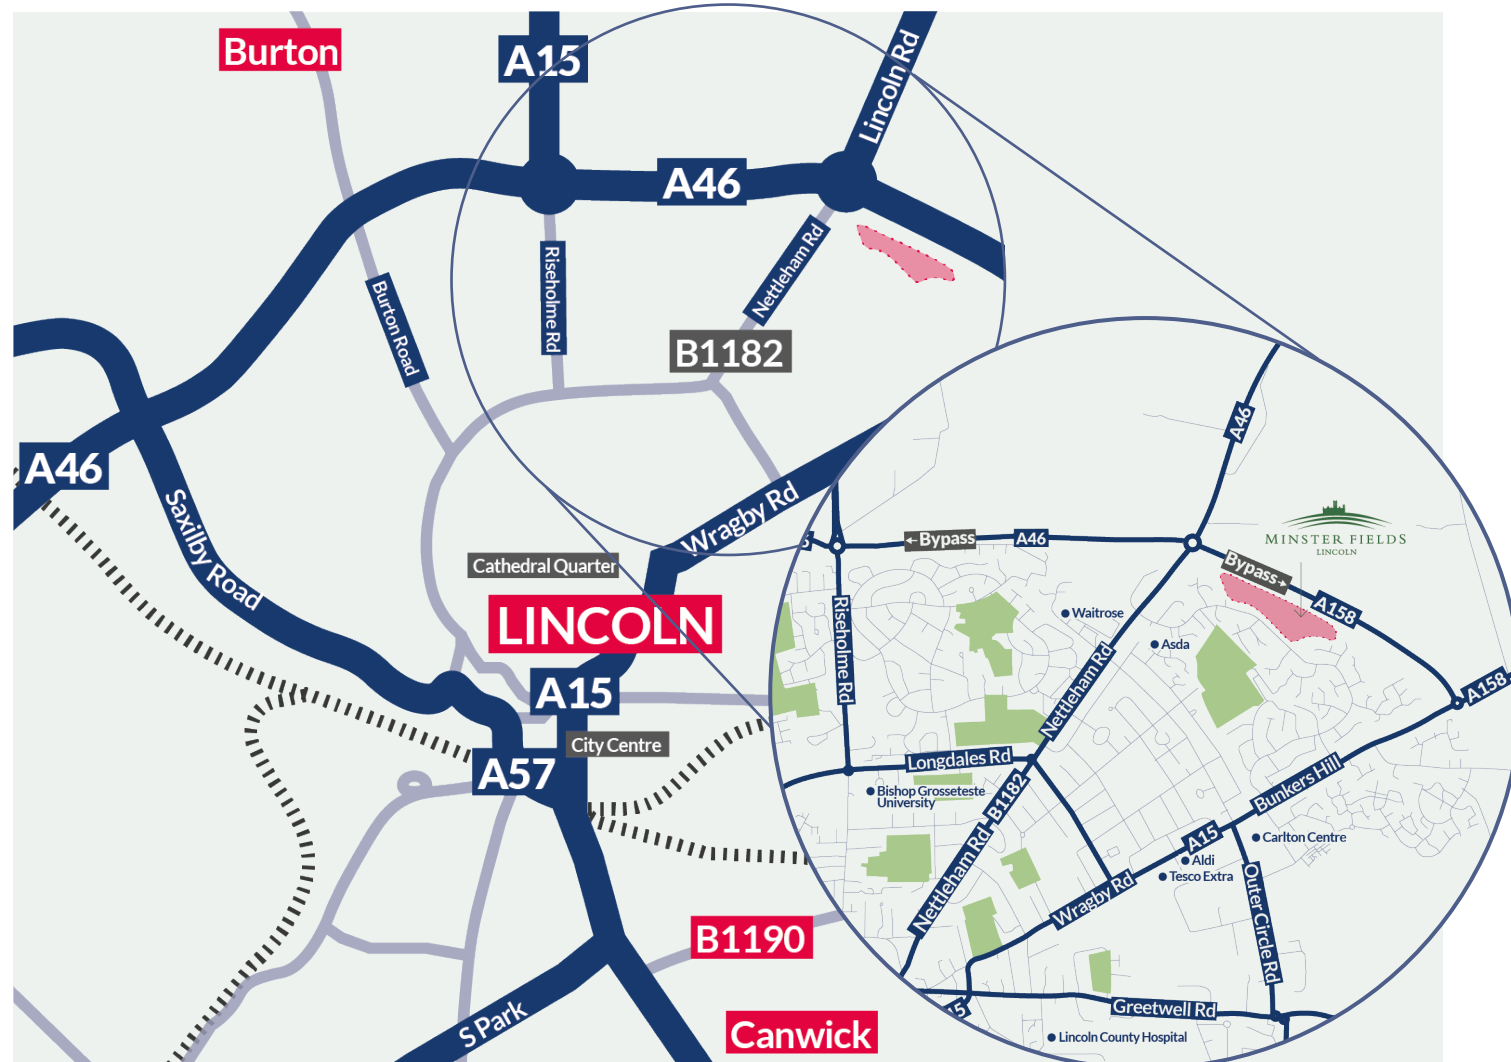 Burton
A15
Lincoln Rd
A46
Riseholme Rd
Nettleham Rd
Burton Road
B1182
A46
Saxilby Road
Wragby Rd
Cathedral Quarter
LINCOLN
A15
City Centre
A57
B1190
S Park
Canwick
A46
MINSTER FIELDS
LINCOLN
←Bypass
A46
Bypass→
A158
Riseholme Rd
Waitrose
Asda
Nettleham Rd
A158
Longdales Rd
Bishop Grosseteste
University
B1182
Bunkers Hill
Nettleham Rd
A15
Carlton Centre
Aldi
Tesco Extra
Wragby Rd
Outer Circle Rd
Greetwell Rd
Lincoln County Hospital